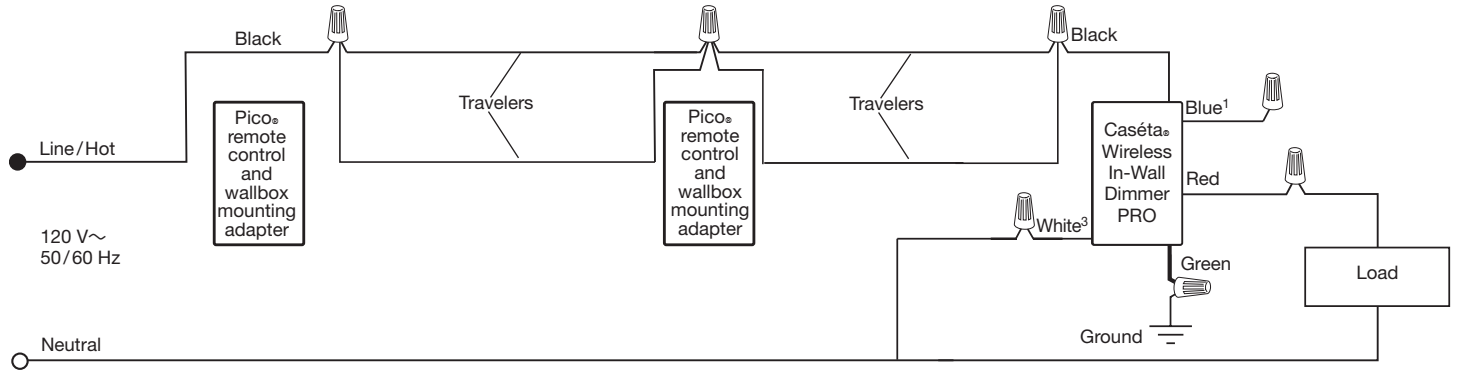 Black
Black
Travelers
Travelers
Line/Hot
120 V~
50/60 Hz
Pico®
remote
control
and
wallbox
mounting
adapter
Pico®
remote
control
and
wallbox
mounting
adapter
Caséta®
Wireless
In-Wall
Dimmer
PRO
Blue¹
Red
White³
Green
Ground
Load
Neutral